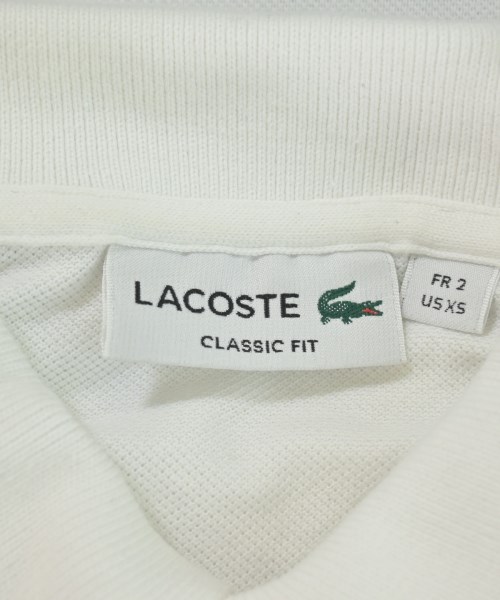 LACOSTE
CLASSIC FIT
FR 2
US XS